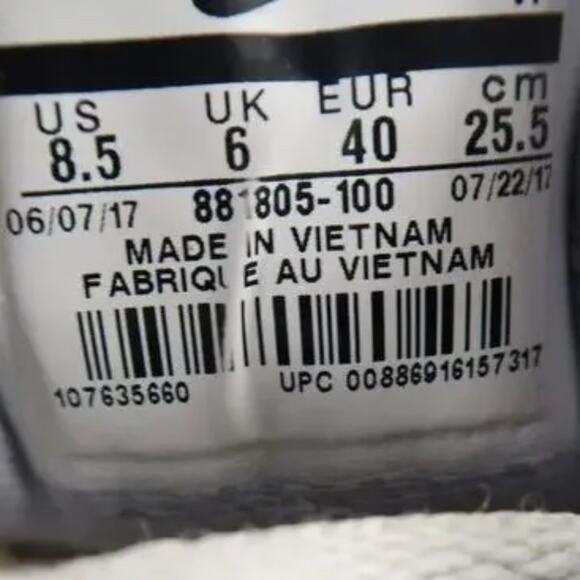 US UK EUR cm
8.5 6 40 25.5
06/07/17 881805-100 07/22/17
MADE IN VIETNAM
FABRIQUE AU VIETNAM
107635660 UPC 00886916157317